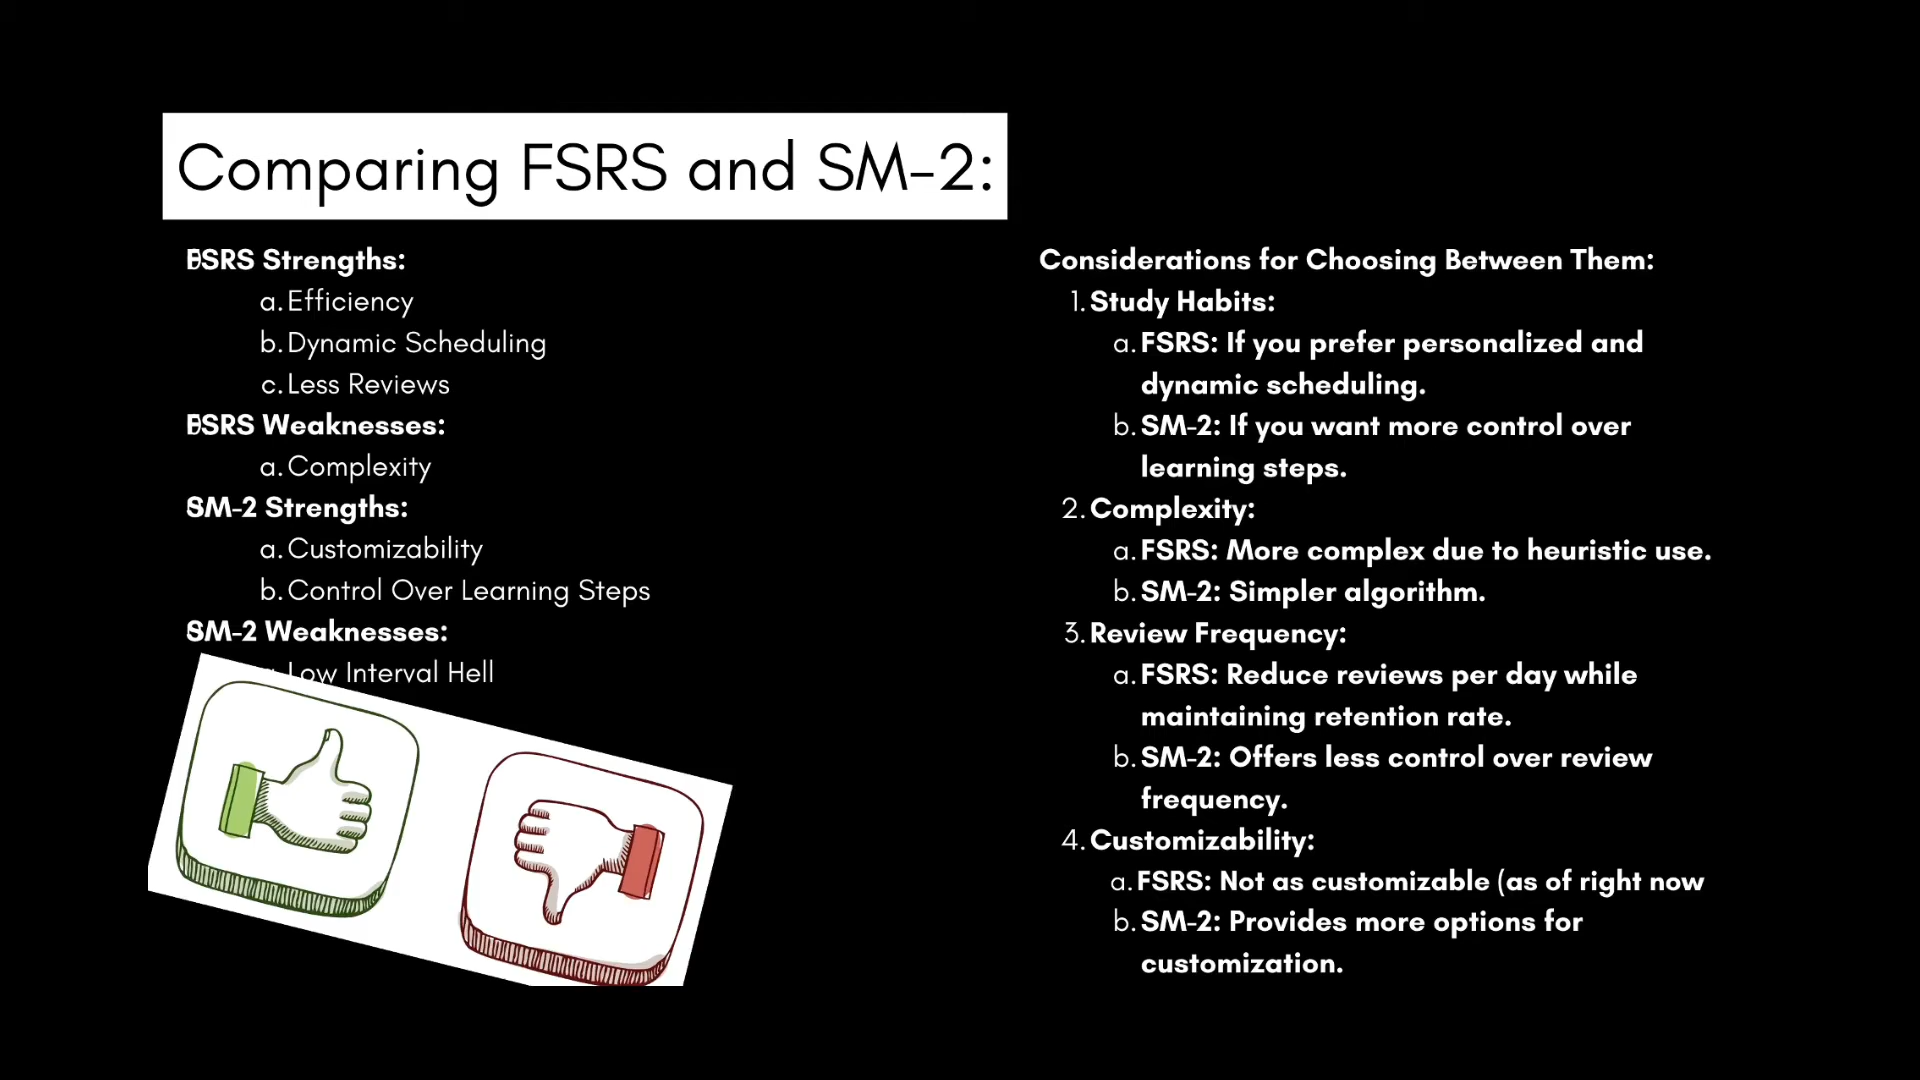 Comparing FSRS and SM-2:
FSRS Strengths:
a. Efficiency
b. Dynamic Scheduling
c. Less Reviews
FSRS Weaknesses:
a. Complexity
SM-2 Strengths:
a. Customizability
b. Control Over Learning Steps
SM-2 Weaknesses:
Low Interval Hell
Considerations for Choosing Between Them:
1. Study Habits:
a. FSRS: If you prefer personalized and
dynamic scheduling.
b. SM-2: If you want more control over
learning steps.
2. Complexity:
a. FSRS: More complex due to heuristic use.
b. SM-2: Simpler algorithm.
3. Review Frequency:
a. FSRS: Reduce reviews per day while
maintaining retention rate.
b. SM-2: Offers less control over review
frequency.
4. Customizability:
a. FSRS: Not as customizable (as of right now
b. SM-2: Provides more options for
customization.